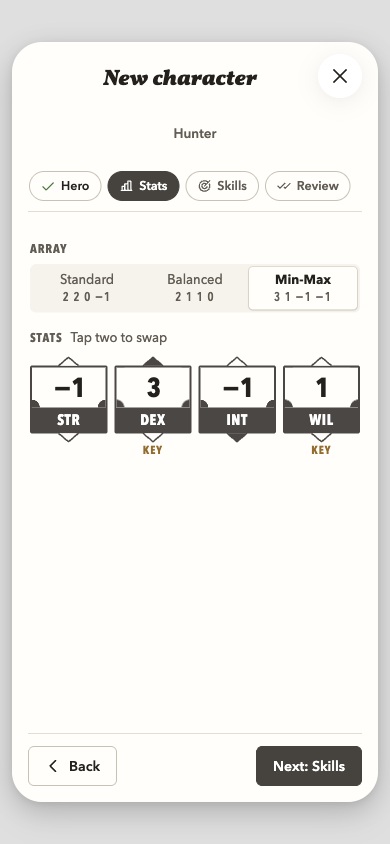 New character
Hunter
Hero
Stats
Skills
Review
ARRAY
Standard
2 2 0 −1
Balanced
2 1 1 0
Min-Max
3 1 −1 −1
STATS Tap two to swap
−1
3
−1
1
STR
DEX
INT
WIL
KEY
KEY
Back
Next: Skills